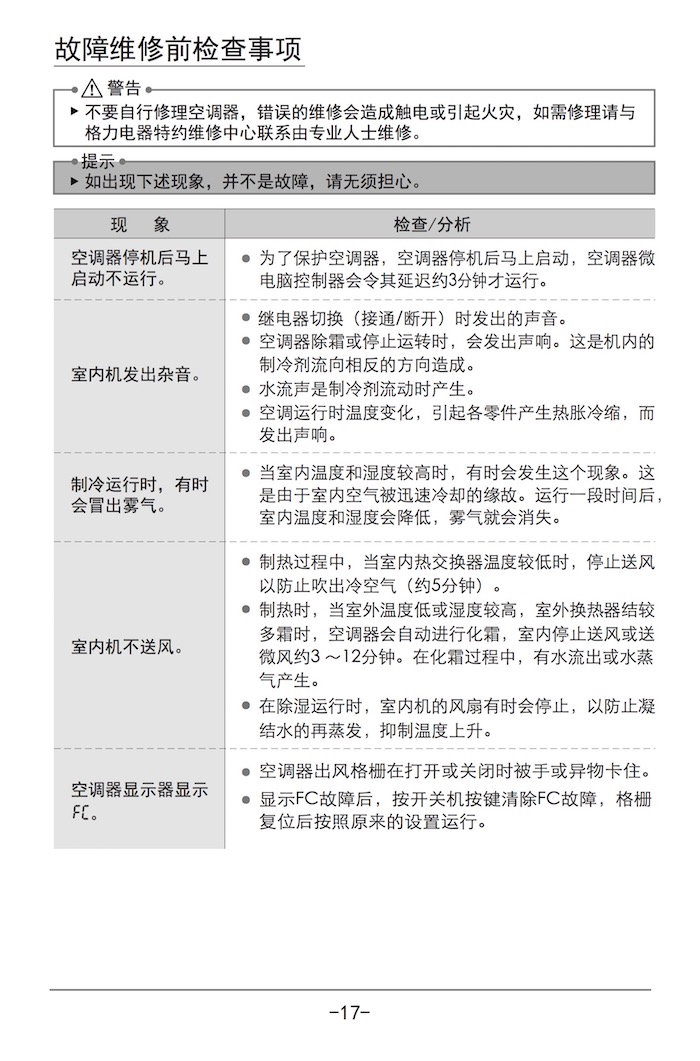 故障维修前检查事项
警告
▶ 不要自行修理空调器，错误的维修会造成触电或引起火灾，如需修理请与
格力电器特约维修中心联系由专业人士维修。
提示
▶ 如出现下述现象，并不是故障，请无须担心。
现 象 检查/分析
空调器停机后马上
启动不运行。
● 为了保护空调器，空调器停机后马上启动，空调器微
电脑控制器会令其延迟约3分钟才运行。
室内机发出杂音。
● 继电器切换（接通/断开）时发出的声音。
● 空调器除霜或停止运转时，会发出声响。这是机内的
制冷剂流向相反的方向造成。
● 水流声是制冷剂流动时产生。
● 空调运行时温度变化，引起各零件产生热胀冷缩，而
发出声响。
制冷运行时，有时
会冒出雾气。
● 当室内温度和湿度较高时，有时会发生这个现象。这
是由于室内空气被迅速冷却的缘故。运行一段时间后，
室内温度和湿度会降低，雾气就会消失。
室内机不送风。
● 制热过程中，当室内热交换器温度较低时，停止送风
以防止吹出冷空气（约5分钟）。
● 制热时，当室外温度低或湿度较高，室外换热器结较
多霜时，空调器会自动进行化霜，室内停止送风或送
微风约3 ～12分钟。在化霜过程中，有水流出或水蒸
气产生。
● 在除湿运行时，室内机的风扇有时会停止，以防止凝
结水的再蒸发，抑制温度上升。
空调器显示器显示
FC。
● 空调器出风格栅在打开或关闭时被手或异物卡住。
● 显示FC故障后，按开关机按键清除FC故障，格栅
复位后按照原来的设置运行。
-17-